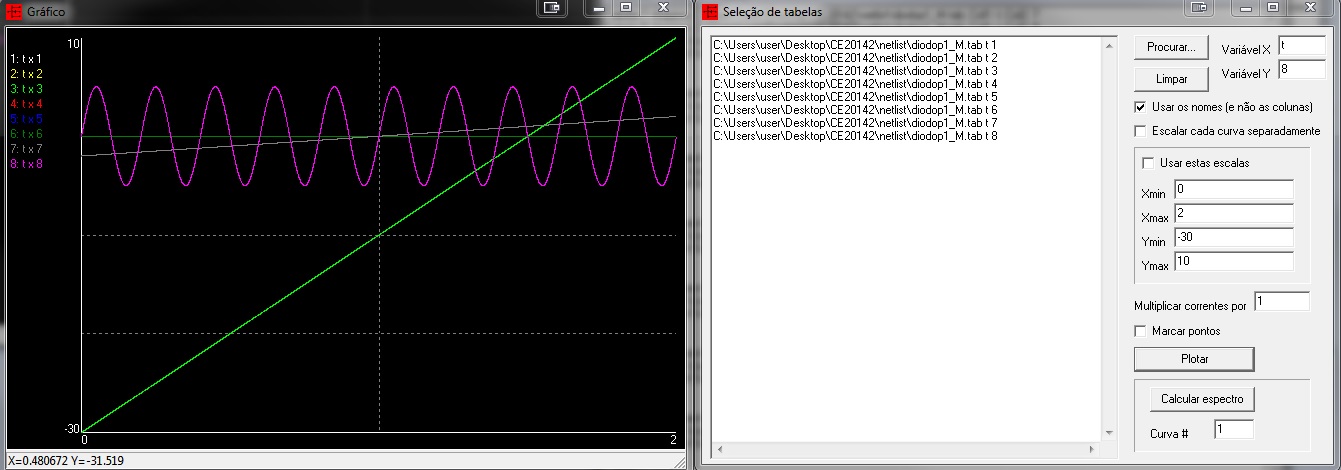 Gráfico
10
1: t x 1
2: t x 2
3: t x 3
4: t x 4
5: t x 5
6: t x 6
7: t x 7
8: t x 8
-30
0
2
X=0.480672 Y=-31.519
Seleção de tabelas
C:\Users\user\Desktop\CE20142\netlist\diodop1_M.tab t 1
C:\Users\user\Desktop\CE20142\netlist\diodop1_M.tab t 2
C:\Users\user\Desktop\CE20142\netlist\diodop1_M.tab t 3
C:\Users\user\Desktop\CE20142\netlist\diodop1_M.tab t 4
C:\Users\user\Desktop\CE20142\netlist\diodop1_M.tab t 5
C:\Users\user\Desktop\CE20142\netlist\diodop1_M.tab t 6
C:\Users\user\Desktop\CE20142\netlist\diodop1_M.tab t 7
C:\Users\user\Desktop\CE20142\netlist\diodop1_M.tab t 8
Procurar...
Variável X t
Limpar
Variável Y 8
Usar os nomes (e não as colunas)
Escalar cada curva separadamente
Usar estas escalas
Xmin 0
Xmax 2
Ymin -30
Ymax 10
Multiplicar correntes por 1
Marcar pontos
Plotar
Calcular espectro
Curva # 1